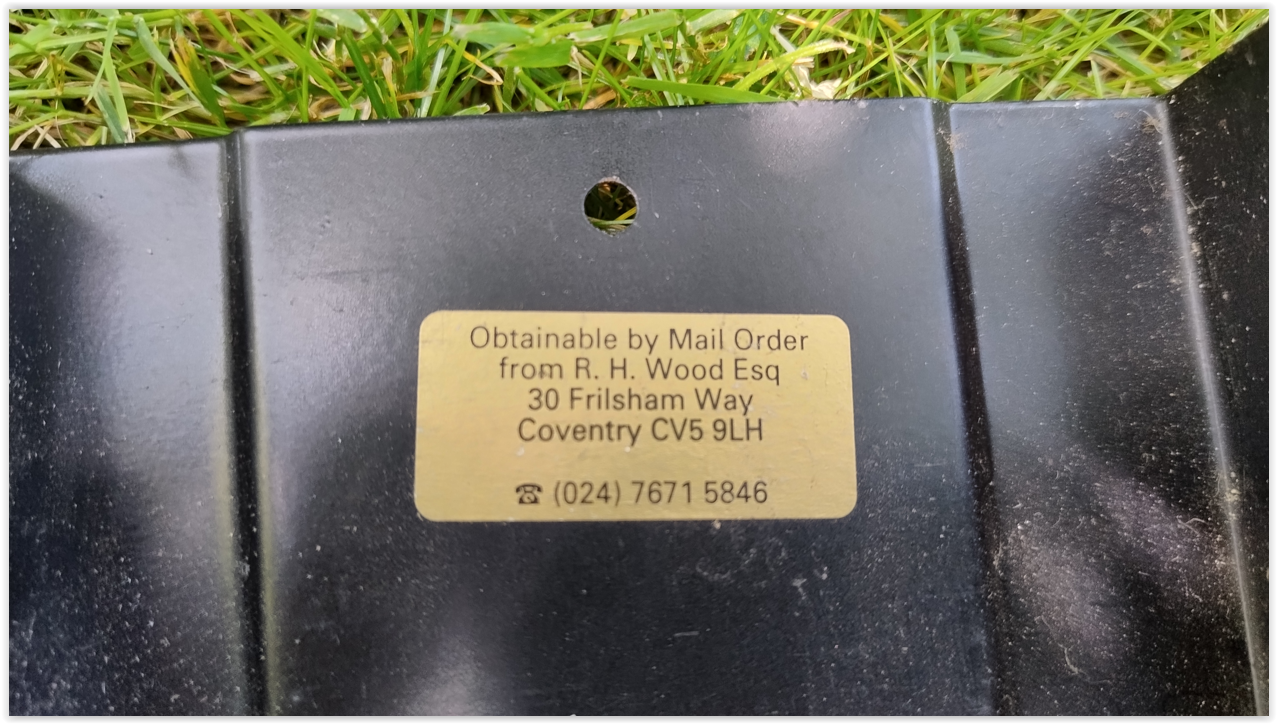 Obtainable by Mail Order
from R. H. Wood Esq
30 Frilsham Way
Coventry CV5 9LH
☎ (024) 7671 5846